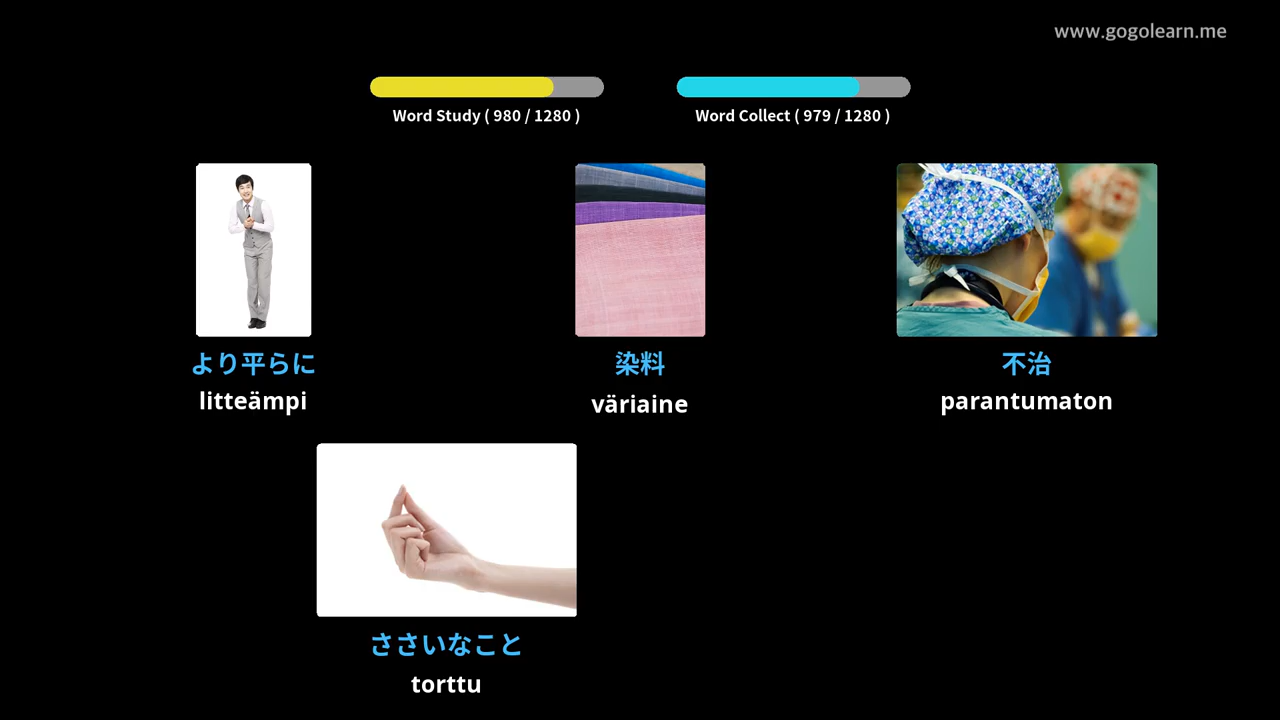 www.gogolearn.me
Word Study ( 980 / 1280 )
Word Collect ( 979 / 1280 )
より平らに
litteämpi
染料
väriaine
不治
parantumaton
ささいなこと
torttu